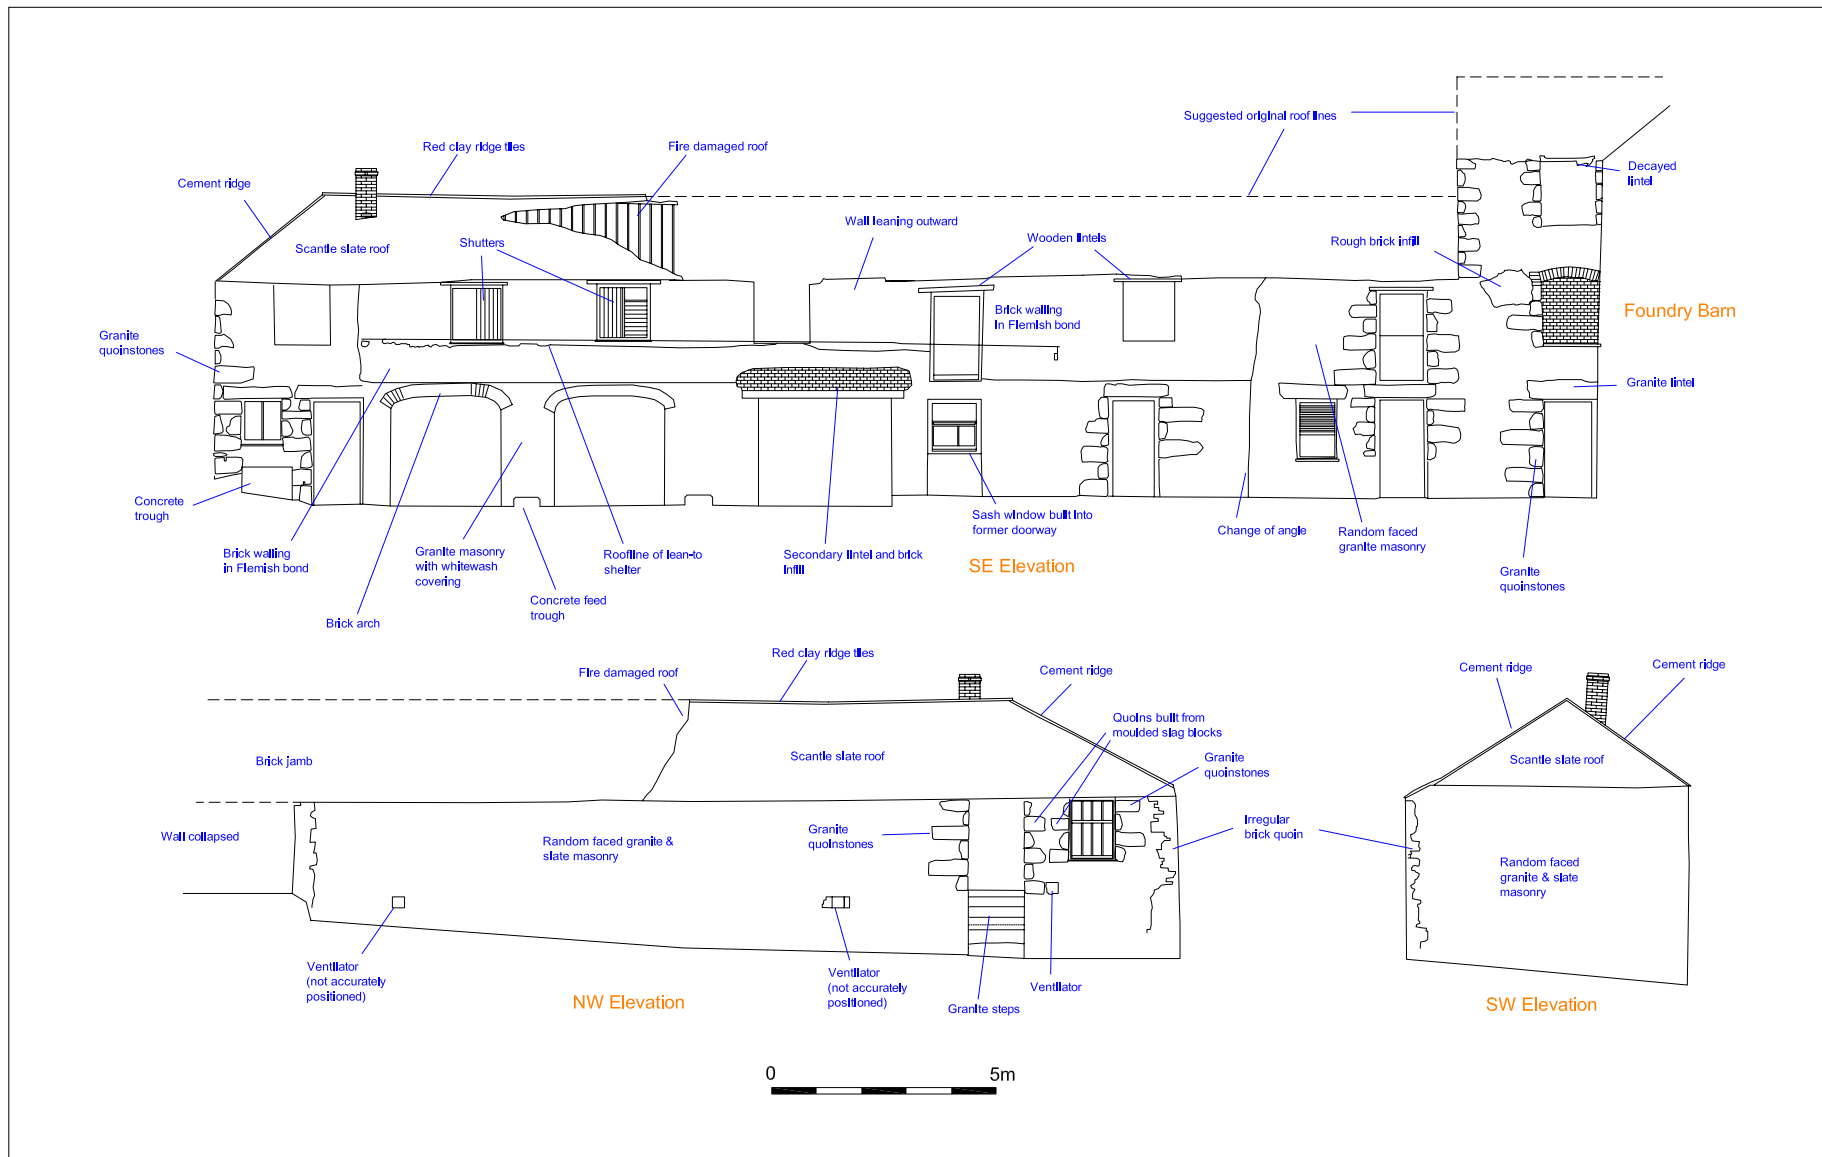 Suggested original roof lines
Red clay ridge tiles
Fire damaged roof
Cement ridge
Decayed
lintel
Wall leaning outward
Wooden lintels
Rough brick infill
Scantle slate roof
Shutters
Brick walling
in Flemish bond
Foundry Barn
Granite
quoinstones
Granite lintel
Concrete
trough
Brick walling
in Flemish bond
Granite masonry
with whitewash
covering
Roofline of lean-to
shelter
Secondary lintel and brick
infill
Sash window built into
former doorway
Change of angle
Random faced
granite masonry
SE Elevation
Granite
quoinstones
Concrete feed
trough
Brick arch
Red clay ridge tiles
Fire damaged roof
Cement ridge
Cement ridge
Cement ridge
Quoins built from
moulded slag blocks
Brick jamb
Scantle slate roof
Granite
quoinstones
Scantle slate roof
Wall collapsed
Random faced granite &
slate masonry
Granite
quoinstones
Irregular
brick quoin
Random faced
granite & slate
masonry
Ventilator
(not accurately
positioned)
Ventilator
(not accurately
positioned)
Ventilator
Granite steps
NW Elevation
SW Elevation
0 5m